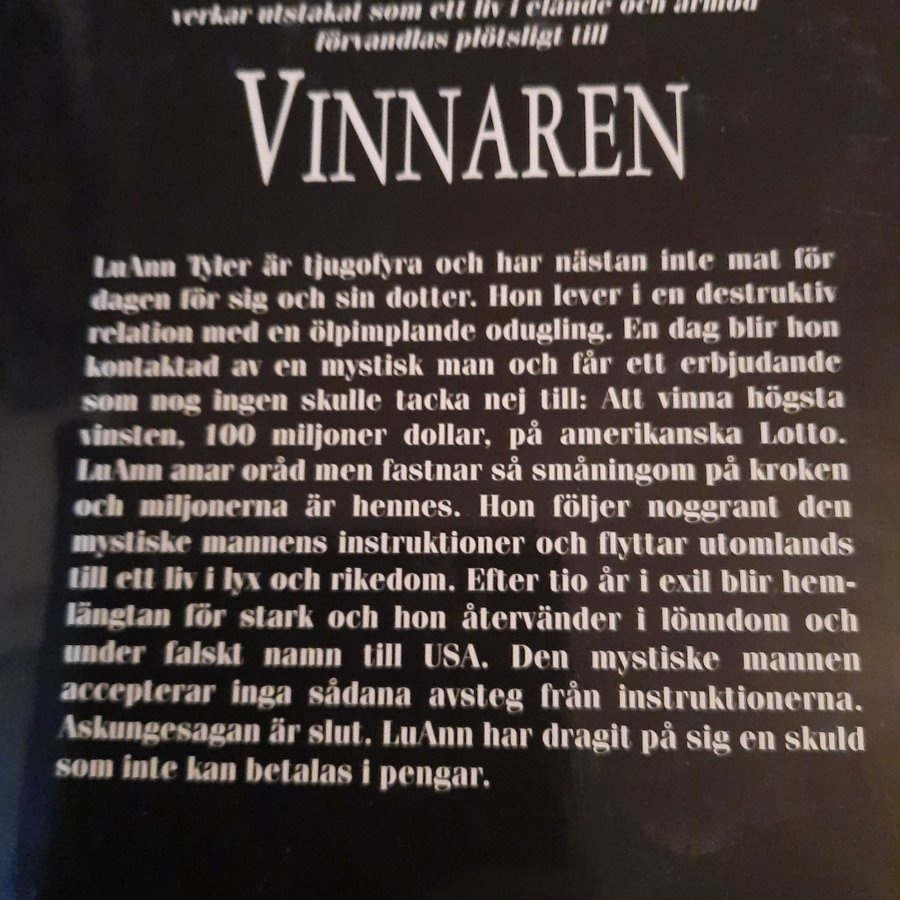 verkar utstakat som ett liv i elände och armod
förvandlas plötsligt till
VINNAREN
LuAnn Tyler är tjugofyra och har nästan inte mat för
dagen för sig och sin dotter. Hon lever i en destruktiv
relation med en ölpimplande odugling. En dag blir hon
kontaktad av en mystisk man och får ett erbjudande
som nog ingen skulle tacka nej till: Att vinna högsta
vinsten, 100 miljoner dollar, på amerikanska Lotto.
LuAnn anar oråd men fastnar så småningom på kroken
och miljonerna är hennes. Hon följer noggrant den
mystiske mannens instruktioner och flyttar utomlands
till ett liv i lyx och rikedom. Efter tio år i exil blir hem-
längtan för stark och hon återvänder i lönndom och
under falskt namn till USA. Den mystiske mannen
accepterar inga sådana avsteg från instruktionerna.
Askungesagan är slut. LuAnn har dragit på sig en skuld
som inte kan betalas i pengar.